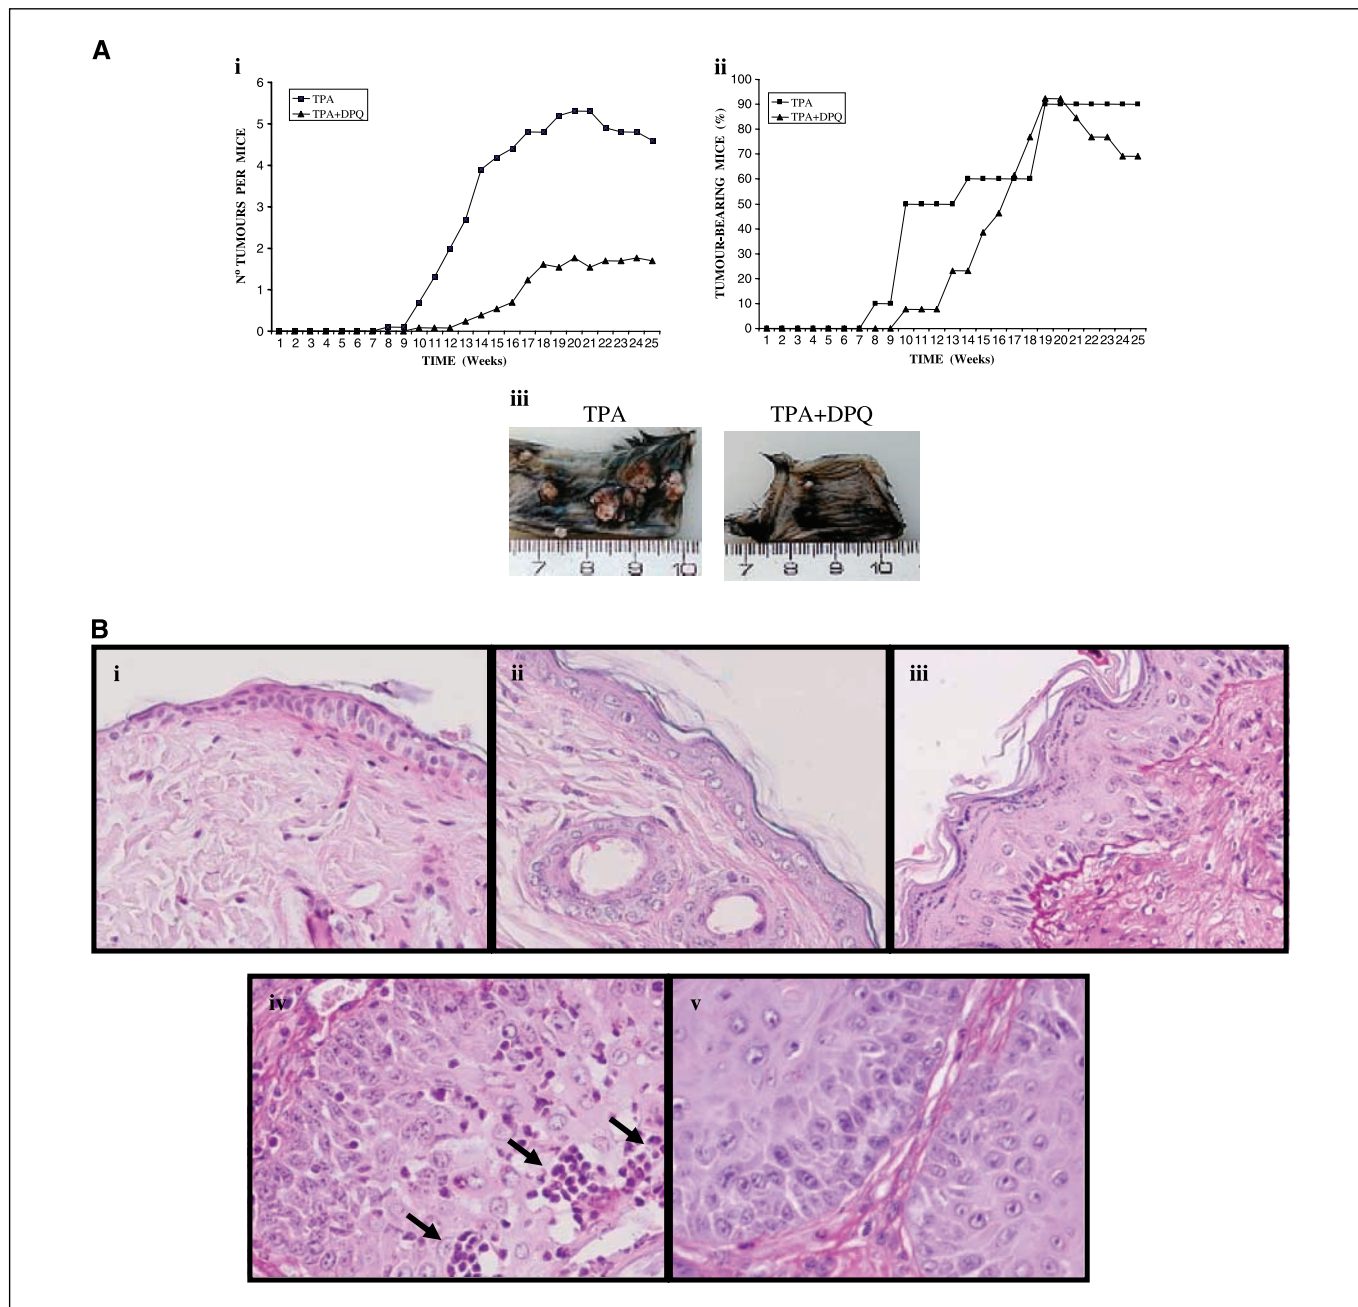 A
i
6
5
4
3
2
1
0
Nº TUMOURS PER MICE
TPA
TPA+DPQ
1 2 3 4 5 6 7 8 9 10 11 12 13 14 15 16 17 18 19 20 21 22 23 24 25
TIME (Weeks)
ii
100
90
80
70
60
50
40
30
20
10
0
TUMOUR-BEARING MICE (%)
TPA
TPA+DPQ
1 2 3 4 5 6 7 8 9 10 11 12 13 14 15 16 17 18 19 20 21 22 23 24 25
TIME (Weeks)
iii
TPA
TPA+DPQ
7 8 9 10
7 8 9 10
B
i
ii
iii
iv
v